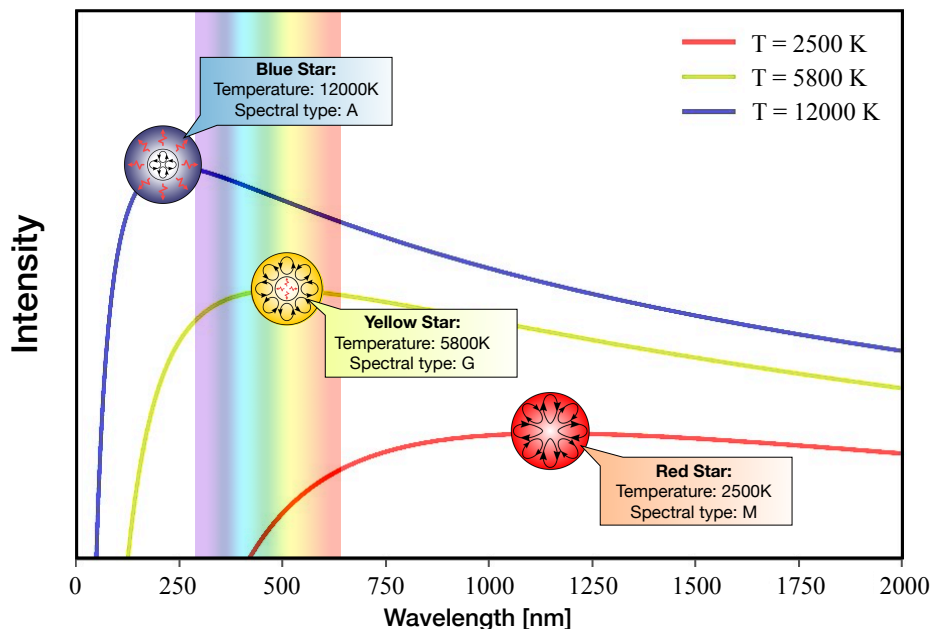 T = 2500 K
T = 5800 K
T = 12000 K
Blue Star:
Temperature: 12000K
Spectral type: A
Yellow Star:
Temperature: 5800K
Spectral type: G
Red Star:
Temperature: 2500K
Spectral type: M
Intensity
0 250 500 750 1000 1250 1500 1750 2000
Wavelength [nm]